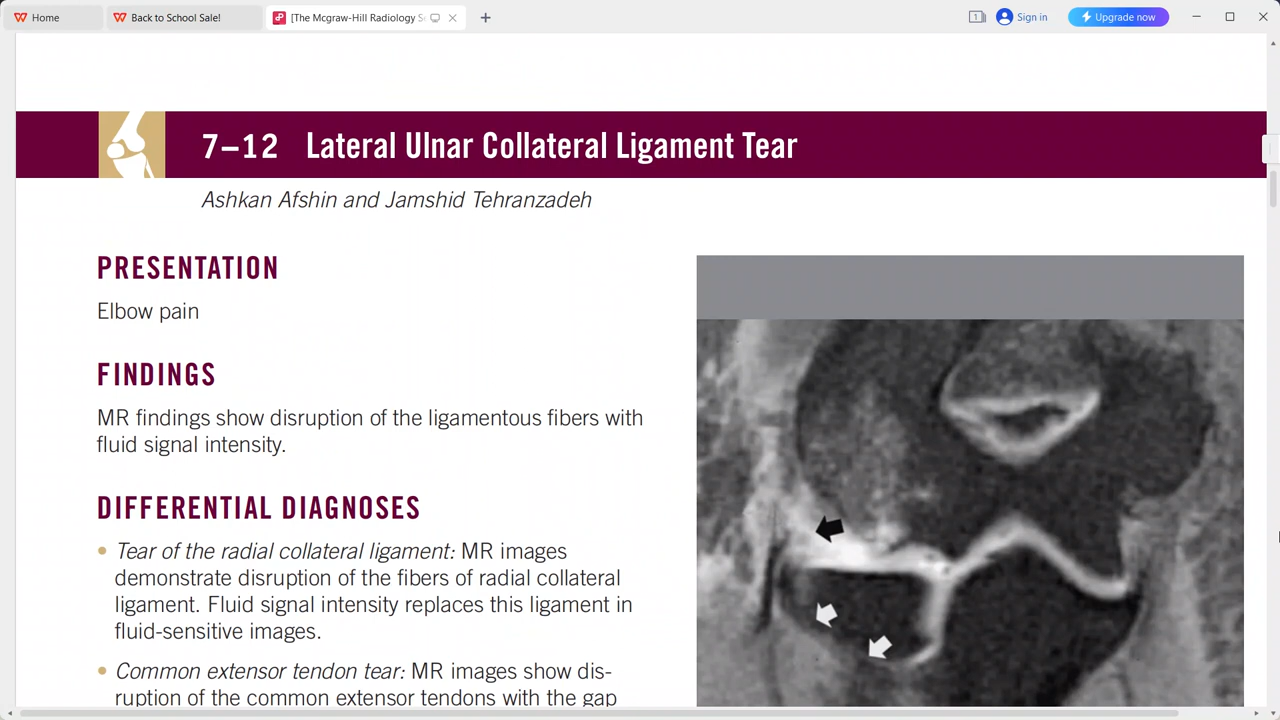 Home
Back to School Sale!
[The Mcgraw-Hill Radiology S
1
Sign in
Upgrade now
7–12 Lateral Ulnar Collateral Ligament Tear
Ashkan Afshin and Jamshid Tehranzadeh
PRESENTATION
Elbow pain
FINDINGS
MR findings show disruption of the ligamentous fibers with
fluid signal intensity.
DIFFERENTIAL DIAGNOSES
• Tear of the radial collateral ligament: MR images
demonstrate disruption of the fibers of radial collateral
ligament. Fluid signal intensity replaces this ligament in
fluid-sensitive images.
• Common extensor tendon tear: MR images show dis-
ruption of the common extensor tendons with the gap